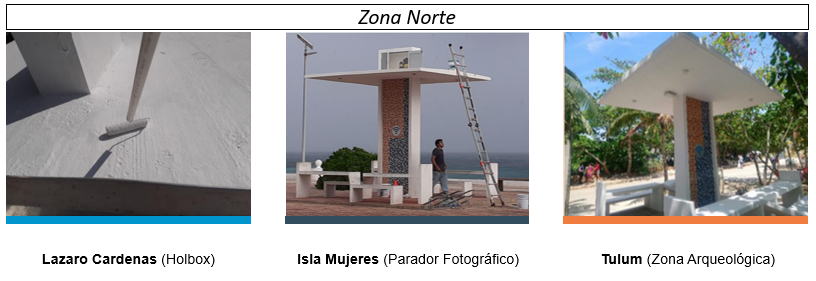 Zona Norte
Lazaro Cardenas (Holbox)
Isla Mujeres (Parador Fotográfico)
Tulum (Zona Arqueológica)